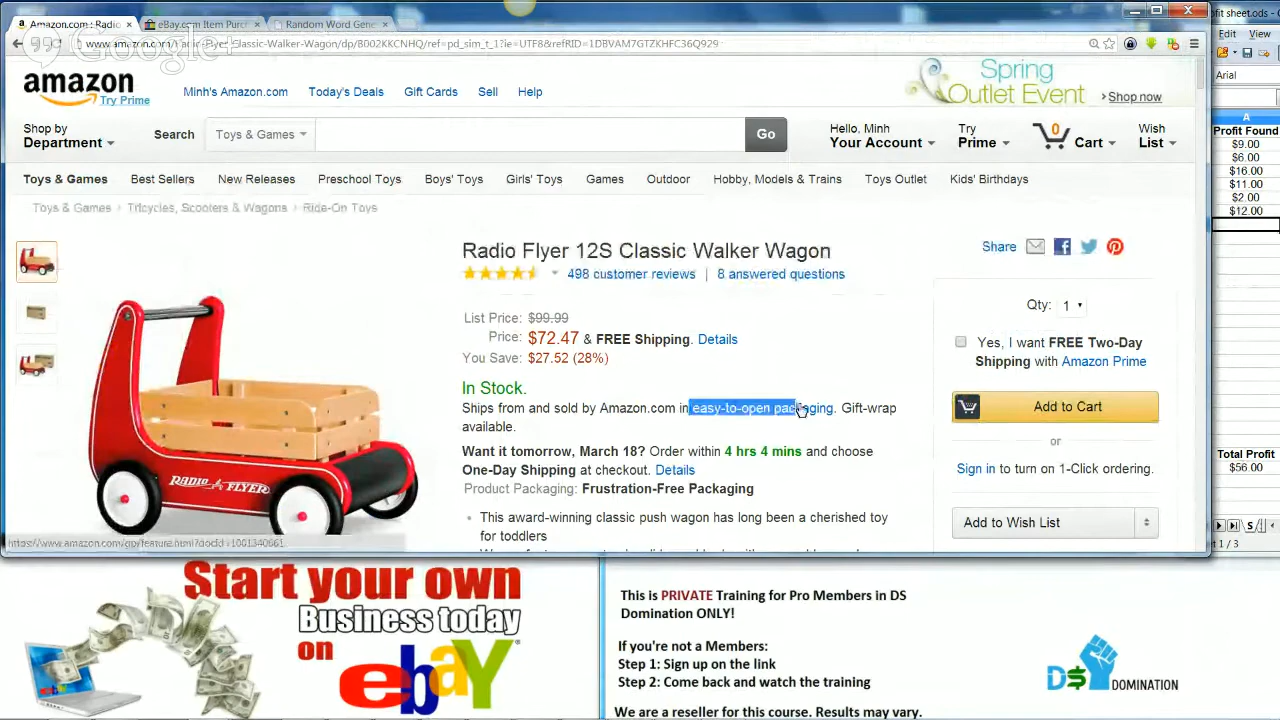 Amazon.com : Radio
eBay.com Item Purc
Random Word Gene
fit sheet.ods -
Google+
Edit View
Arial
amazon
Try Prime
Minh's Amazon.com
Today's Deals
Gift Cards
Sell
Help
Spring
Outlet Event
Shop now
Shop by
Department
Search
Toys & Games
Go
Hello, Minh
Your Account
Try
Prime
0
Cart
Wish
List
Toys & Games
Best Sellers
New Releases
Preschool Toys
Boys' Toys
Girls' Toys
Games
Outdoor
Hobby, Models & Trains
Toys Outlet
Kids' Birthdays
Toys & Games › Tricycles, Scooters & Wagons › Ride-On Toys
Radio Flyer 12S Classic Walker Wagon
498 customer reviews | 8 answered questions
List Price: $99.99
Price: $72.47 & FREE Shipping. Details
You Save: $27.52 (28%)
In Stock.
Ships from and sold by Amazon.com in easy-to-open packaging. Gift-wrap
available.
Want it tomorrow, March 18? Order within 4 hrs 4 mins and choose
One-Day Shipping at checkout. Details
Product Packaging: Frustration-Free Packaging
This award-winning classic push wagon has long been a cherished toy
for toddlers
RADIO FLYER
Share
Qty: 1
Yes, I want FREE Two-Day
Shipping with Amazon Prime
Add to Cart
or
Sign in to turn on 1-Click ordering.
Add to Wish List
A
Profit Found
$9.00
$6.00
$16.00
$11.00
$2.00
$12.00
Total Profit
$56.00
t 1 / 3
Start your own
Business today
on
ebay
This is PRIVATE Training for Pro Members in DS
Domination ONLY!
If you're not a Members:
Step 1: Sign up on the link
Step 2: Come back and watch the training
We are a reseller for this course. Results may vary.
D$ DOMINATION